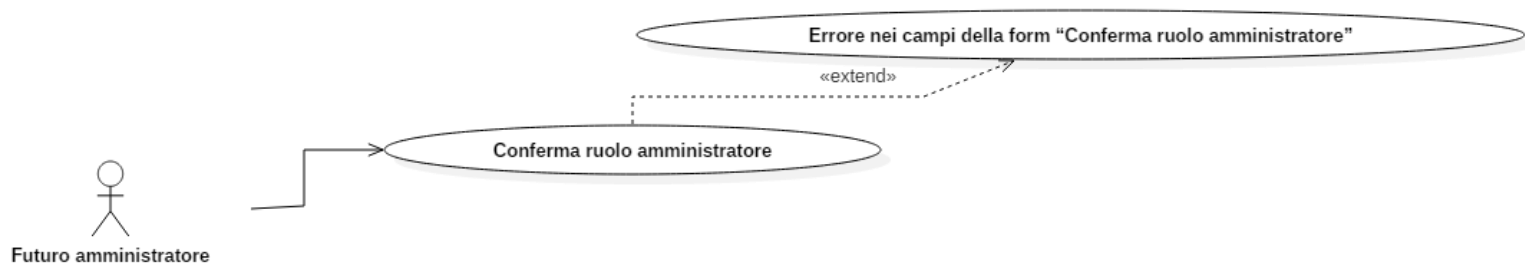 Errore nei campi della form “Conferma ruolo amministratore”
«extend»
Conferma ruolo amministratore
Futuro amministratore